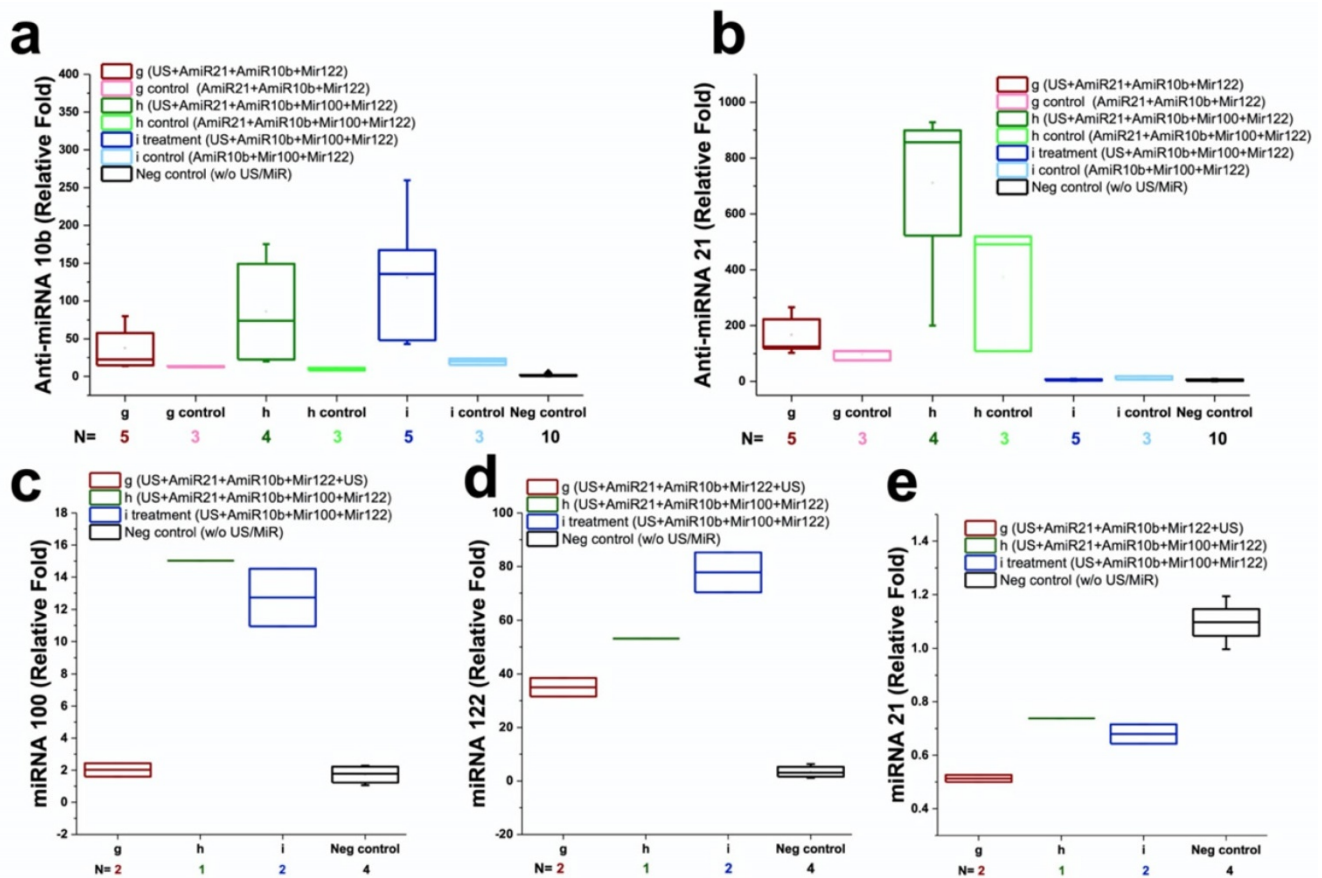 a
Anti-miRNA 10b (Relative Fold)
400
350
300
250
200
150
100
50
0
g (US+AmiR21+AmiR10b+Mir122)
g control (AmiR21+AmiR10b+Mir122)
h (US+AmiR21+AmiR10b+Mir100+Mir122)
h control (AmiR21+AmiR10b+Mir100+Mir122)
i treatment (US+AmiR10b+Mir100+Mir122)
i control (AmiR10b+Mir100+Mir122)
Neg control (w/o US/MiR)
g g control h h control i i control Neg control
N= 5 3 4 3 5 3 10
b
Anti-miRNA 21 (Relative Fold)
1000
800
600
400
200
0
g (US+AmiR21+AmiR10b+Mir122)
g control (AmiR21+AmiR10b+Mir122)
h (US+AmiR21+AmiR10b+Mir100+Mir122)
h control (AmiR21+AmiR10b+Mir100+Mir122)
i treatment (US+AmiR10b+Mir100+Mir122)
i control (AmiR10b+Mir100+Mir122)
Neg control (w/o US/MiR)
g g control h h control i i control Neg control
N= 5 3 4 3 5 3 10
c
miRNA 100 (Relative Fold)
g (US+AmiR21+AmiR10b+Mir122+US)
h (US+AmiR21+AmiR10b+Mir100+Mir122)
i treatment (US+AmiR10b+Mir100+Mir122)
Neg control (w/o US/MiR)
18
16
14
12
10
8
6
4
2
0
-2
g h i Neg control
N= 2 1 2 4
d
miRNA 122 (Relative Fold)
g (US+AmiR21+AmiR10b+Mir122+US)
h (US+AmiR21+AmiR10b+Mir100+Mir122)
i treatment (US+AmiR10b+Mir100+Mir122)
Neg control (w/o US/MiR)
100
80
60
40
20
0
-20
g h i Neg control
N= 2 1 2 4
e
miRNA 21 (Relative Fold)
g (US+AmiR21+AmiR10b+Mir122+US)
h (US+AmiR21+AmiR10b+Mir100+Mir122)
i treatment (US+AmiR10b+Mir100+Mir122)
Neg control (w/o US/MiR)
1.4
1.2
1.0
0.8
0.6
0.4
g h i Neg control
N= 2 1 2 4